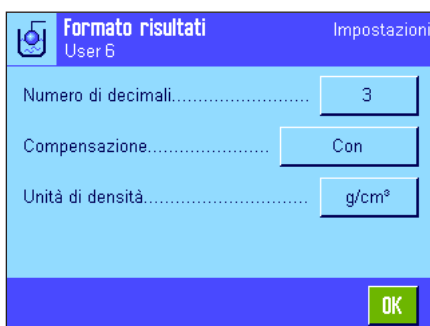 Formato risultati
Impostazioni
User 6
Numero di decimali......................... 3
Compensazione....................... Con
Unità di densità............................... g/cm³
OK